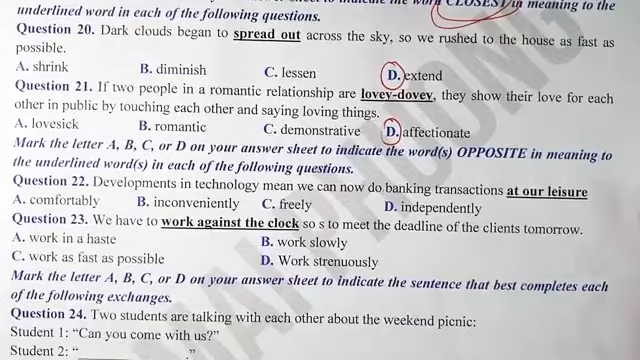 meaning to the
underlined word in each of the following questions.
Question 20. Dark clouds began to spread out across the sky, so we rushed to the house as fast as
possible.
A. shrink B. diminish C. lessen D. extend
Question 21. If two people in a romantic relationship are lovey-dovey, they show their love for each
other in public by touching each other and saying loving things.
A. lovesick B. romantic C. demonstrative D. affectionate
Mark the letter A, B, C, or D on your answer sheet to indicate the word(s) OPPOSITE in meaning to
the underlined word(s) in each of the following questions.
Question 22. Developments in technology mean we can now do banking transactions at our leisure
A. comfortably B. inconveniently C. freely D. independently
Question 23. We have to work against the clock so s to meet the deadline of the clients tomorrow.
A. work in a haste B. work slowly
C. work as fast as possible D. Work strenuously
Mark the letter A, B, C, or D on your answer sheet to indicate the sentence that best completes each
of the following exchanges.
Question 24. Two students are talking with each other about the weekend picnic:
Student 1: “Can you come with us?”
Student 2: “____________.”